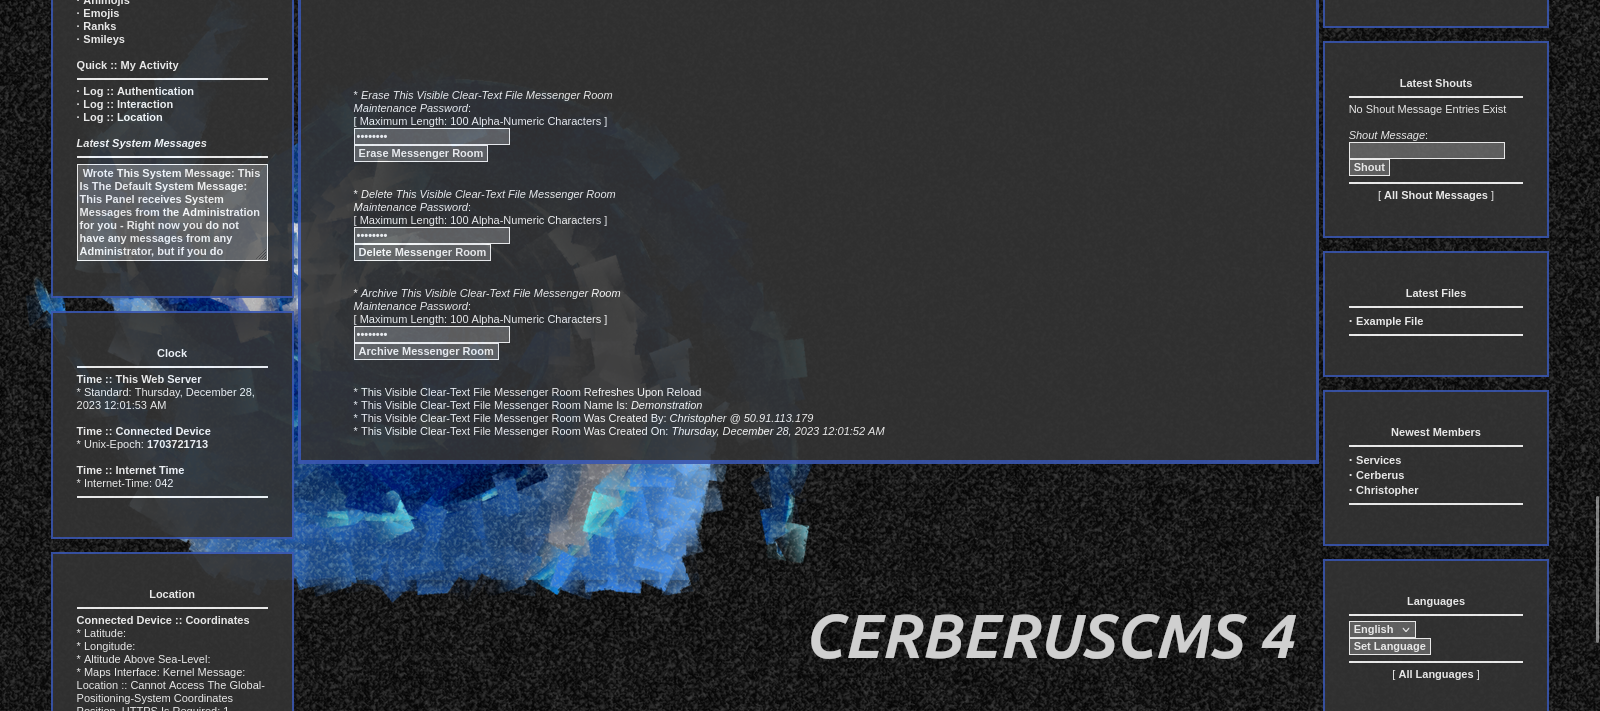 · Animojis
· Emojis
· Ranks
· Smileys
Quick :: My Activity
· Log :: Authentication
· Log :: Interaction
· Log :: Location
Latest System Messages
Wrote This System Message: This
Is The Default System Message:
This Panel receives System
Messages from the Administration
for you - Right now you do not
have any messages from any
Administrator, but if you do
Clock
Time :: This Web Server
* Standard: Thursday, December 28,
2023 12:01:53 AM
Time :: Connected Device
* Unix-Epoch: 1703721713
Time :: Internet Time
* Internet-Time: 042
Location
Connected Device :: Coordinates
* Latitude:
* Longitude:
* Altitude Above Sea-Level:
* Maps Interface: Kernel Message:
Location :: Cannot Access The Global-
Positioning-System Coordinates
Position, HTTPS Is Required: 1
* Erase This Visible Clear-Text File Messenger Room
Maintenance Password:
[ Maximum Length: 100 Alpha-Numeric Characters ]
••••••••
Erase Messenger Room
* Delete This Visible Clear-Text File Messenger Room
Maintenance Password:
[ Maximum Length: 100 Alpha-Numeric Characters ]
••••••••
Delete Messenger Room
* Archive This Visible Clear-Text File Messenger Room
Maintenance Password:
[ Maximum Length: 100 Alpha-Numeric Characters ]
••••••••
Archive Messenger Room
* This Visible Clear-Text File Messenger Room Refreshes Upon Reload
* This Visible Clear-Text File Messenger Room Name Is: Demonstration
* This Visible Clear-Text File Messenger Room Was Created By: Christopher @ 50.91.113.179
* This Visible Clear-Text File Messenger Room Was Created On: Thursday, December 28, 2023 12:01:52 AM
CERBERUSCMS 4
Latest Shouts
No Shout Message Entries Exist
Shout Message:
Shout
[ All Shout Messages ]
Latest Files
· Example File
Newest Members
· Services
· Cerberus
· Christopher
Languages
English
Set Language
[ All Languages ]